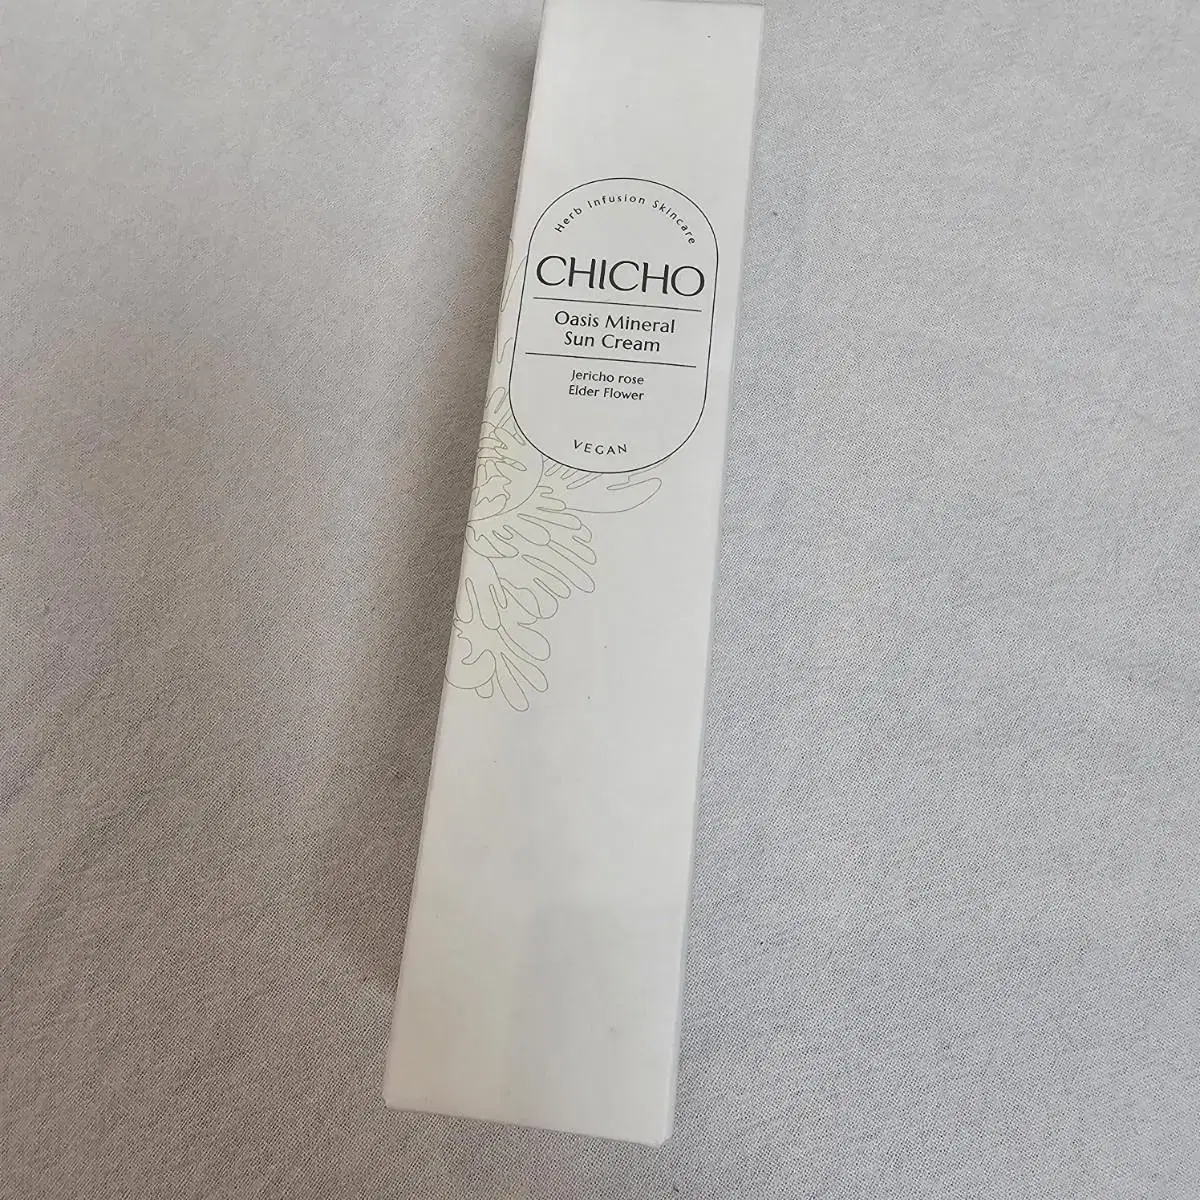 Herb Infusion Skincare
CHICHO
Oasis Mineral
Sun Cream
Jericho rose
Elder Flower
VEGAN